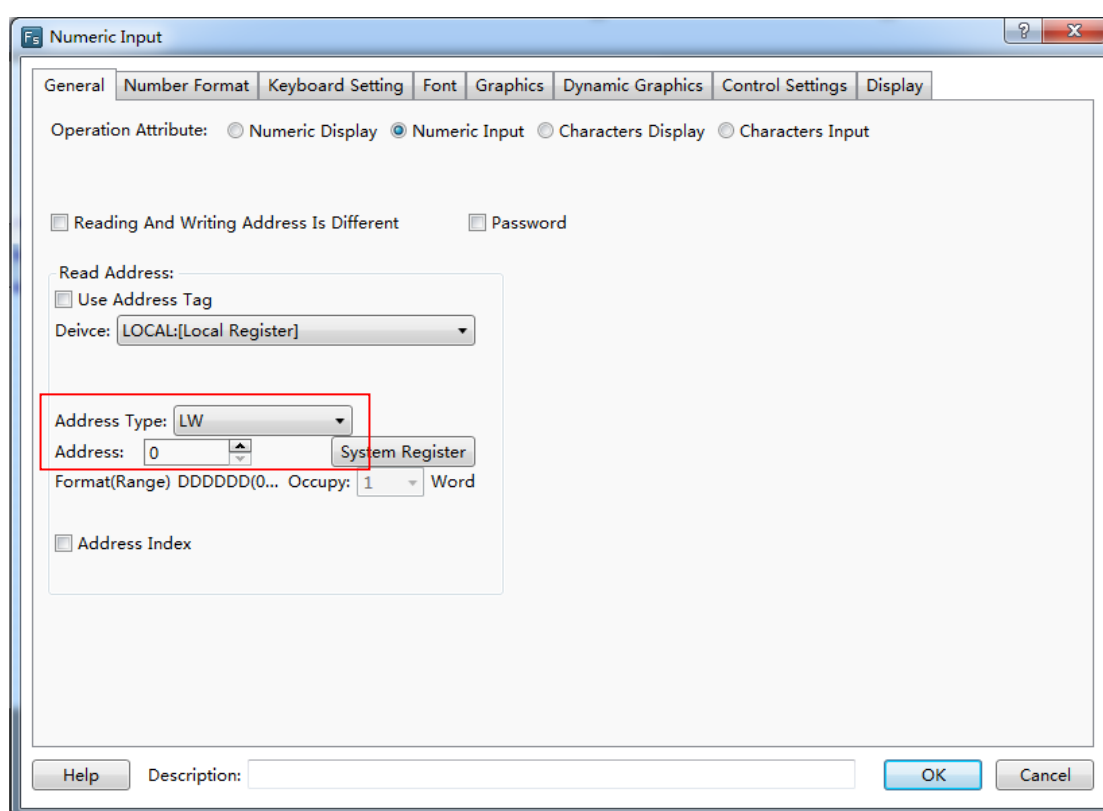 Fs Numeric Input
General Number Format Keyboard Setting Font Graphics Dynamic Graphics Control Settings Display
Operation Attribute: Numeric Display Numeric Input Characters Display Characters Input
Reading And Writing Address Is Different Password
Read Address:
Use Address Tag
Deivce: LOCAL:[Local Register]
Address Type: LW
Address: 0 System Register
Format(Range) DDDDDD(0... Occupy: 1 Word
Address Index
Help Description: OK Cancel